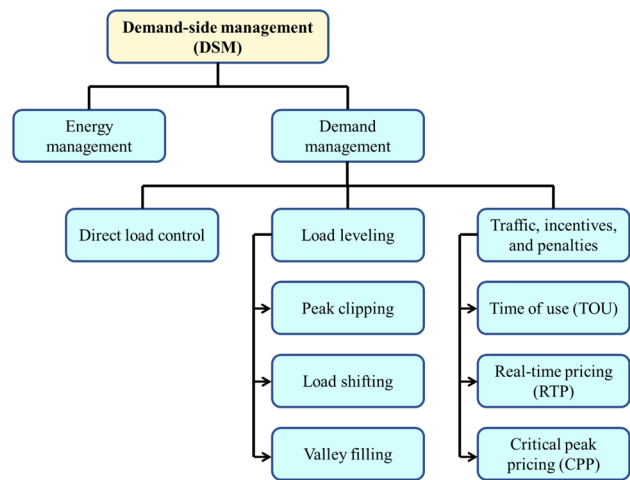 Demand-side management
(DSM)
Energy
management
Demand
management
Direct load control
Load leveling
Traffic, incentives,
and penalties
Peak clipping
Time of use (TOU)
Load shifting
Real-time pricing
(RTP)
Valley filling
Critical peak
pricing (CPP)